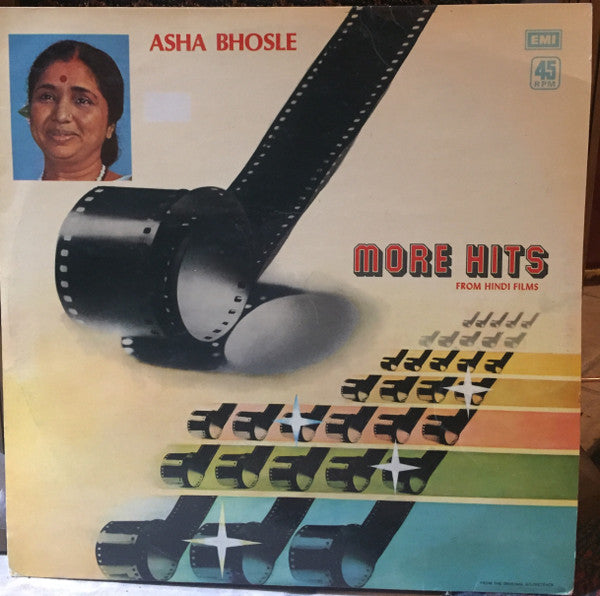 ASHA BHOSLE
EMI
45
RPM
MORE HITS
FROM HINDI FILMS
FROM THE ORIGINAL SOUNDTRACK